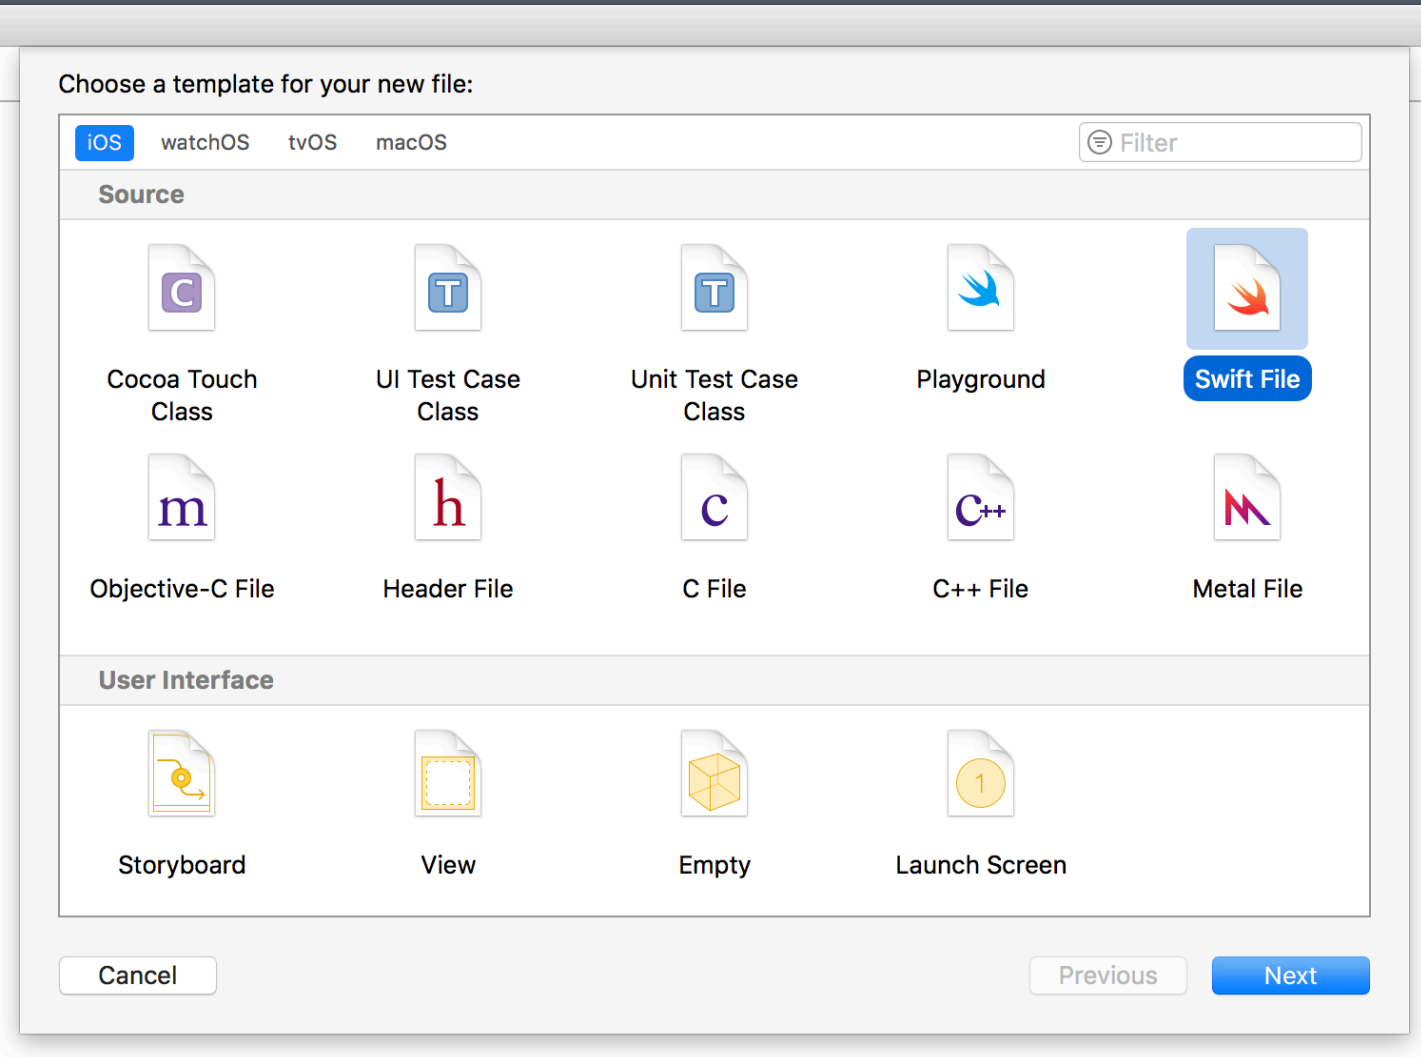 Choose a template for your new file:
iOS watchOS tvOS macOS Filter
Source
C T T
Cocoa Touch Class
UI Test Case Class
Unit Test Case Class
Playground
Swift File
m h c C++
Objective-C File
Header File
C File
C++ File
Metal File
User Interface
1
Storyboard
View
Empty
Launch Screen
Cancel Previous Next